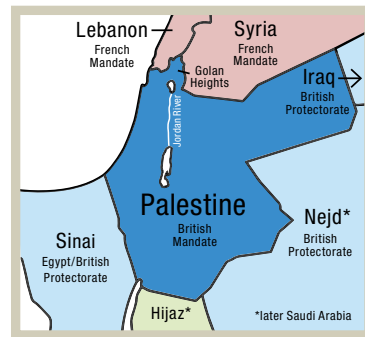 Lebanon
French
Mandate
Syria
French
Mandate
Golan
Heights
Iraq
British
Protectorate
Jordan River
Palestine
British
Mandate
Sinai
Egypt/British
Protectorate
Nejd*
British
Protectorate
Hijaz*
*later Saudi Arabia